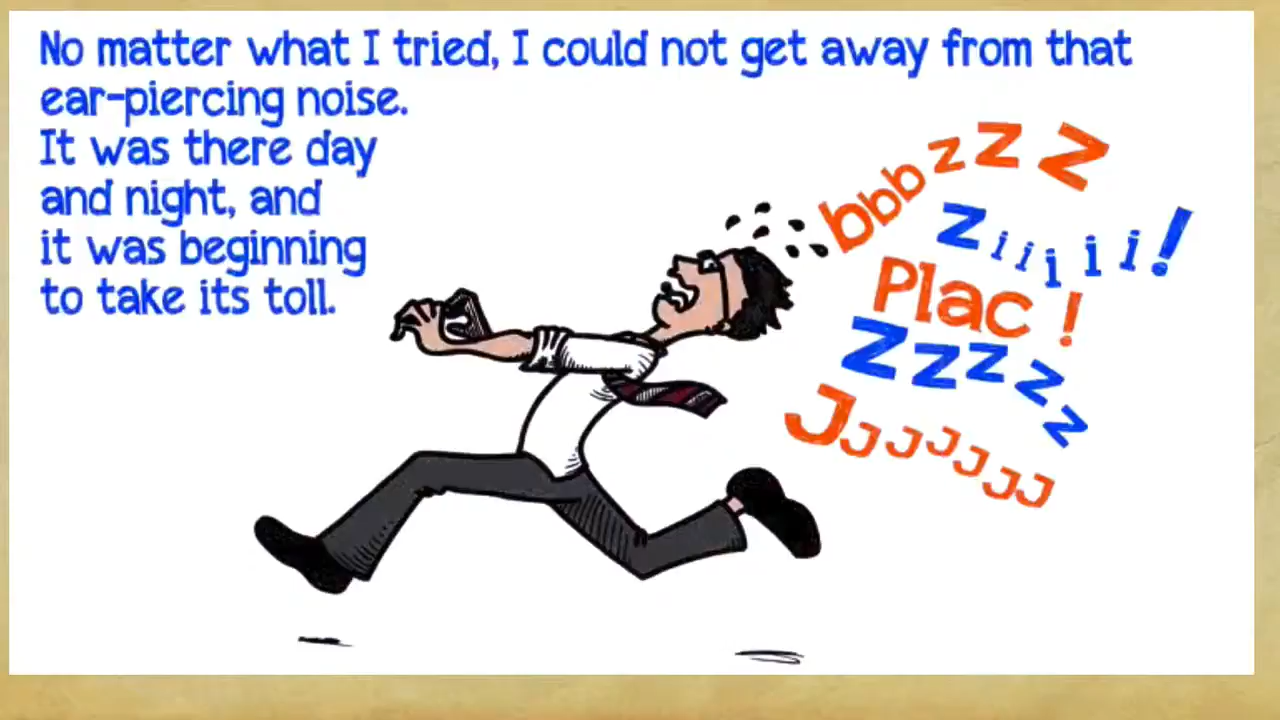 No matter what I tried, I could not get away from that
ear-piercing noise.
It was there day
and night, and
it was beginning
to take its toll.
bbbzzz
Ziiiii!
Plac !
Zzzzz
Jjjjjjj